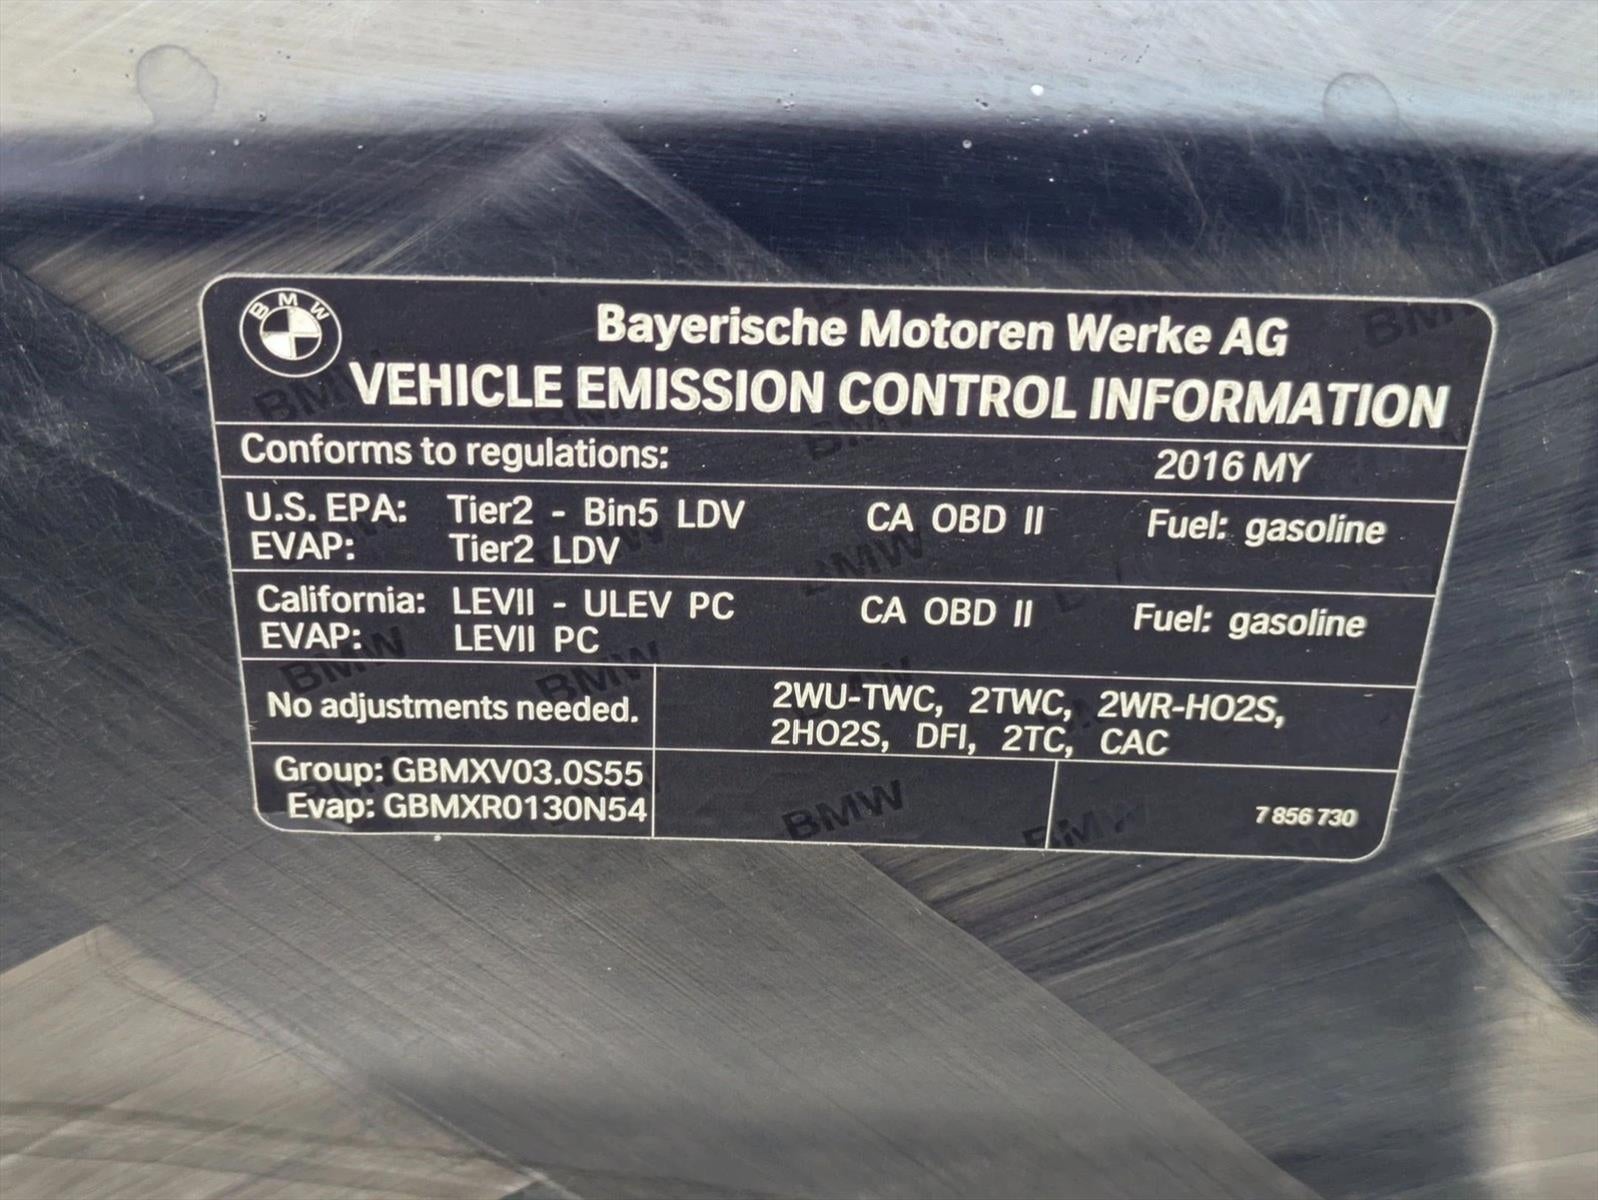 BMW
Bayerische Motoren Werke AG
VEHICLE EMISSION CONTROL INFORMATION
Conforms to regulations: 2016 MY
U.S. EPA: Tier2 - Bin5 LDV CA OBD II Fuel: gasoline
EVAP: Tier2 LDV
California: LEVII - ULEV PC CA OBD II Fuel: gasoline
EVAP: LEVII PC
No adjustments needed.
2WU-TWC, 2TWC, 2WR-HO2S,
2HO2S, DFI, 2TC, CAC
Group: GBMXV03.0S55
Evap: GBMXR0130N54
7 856 730